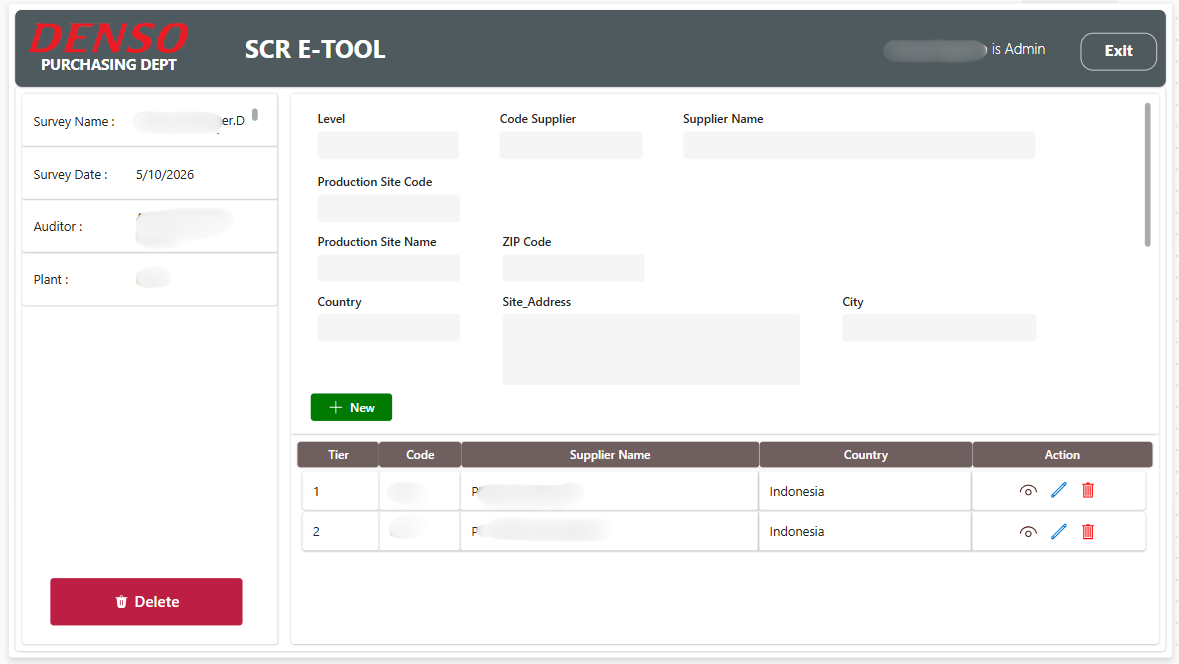 DENSO
PURCHASING DEPT
SCR E-TOOL
is Admin
Exit
Survey Name :
er.D
Survey Date : 5/10/2026
Auditor :
Plant :
Delete
Level Code Supplier Supplier Name
Production Site Code
Production Site Name ZIP Code
Country Site_Address City
New
Tier Code Supplier Name Country Action
1 P Indonesia
2 P Indonesia